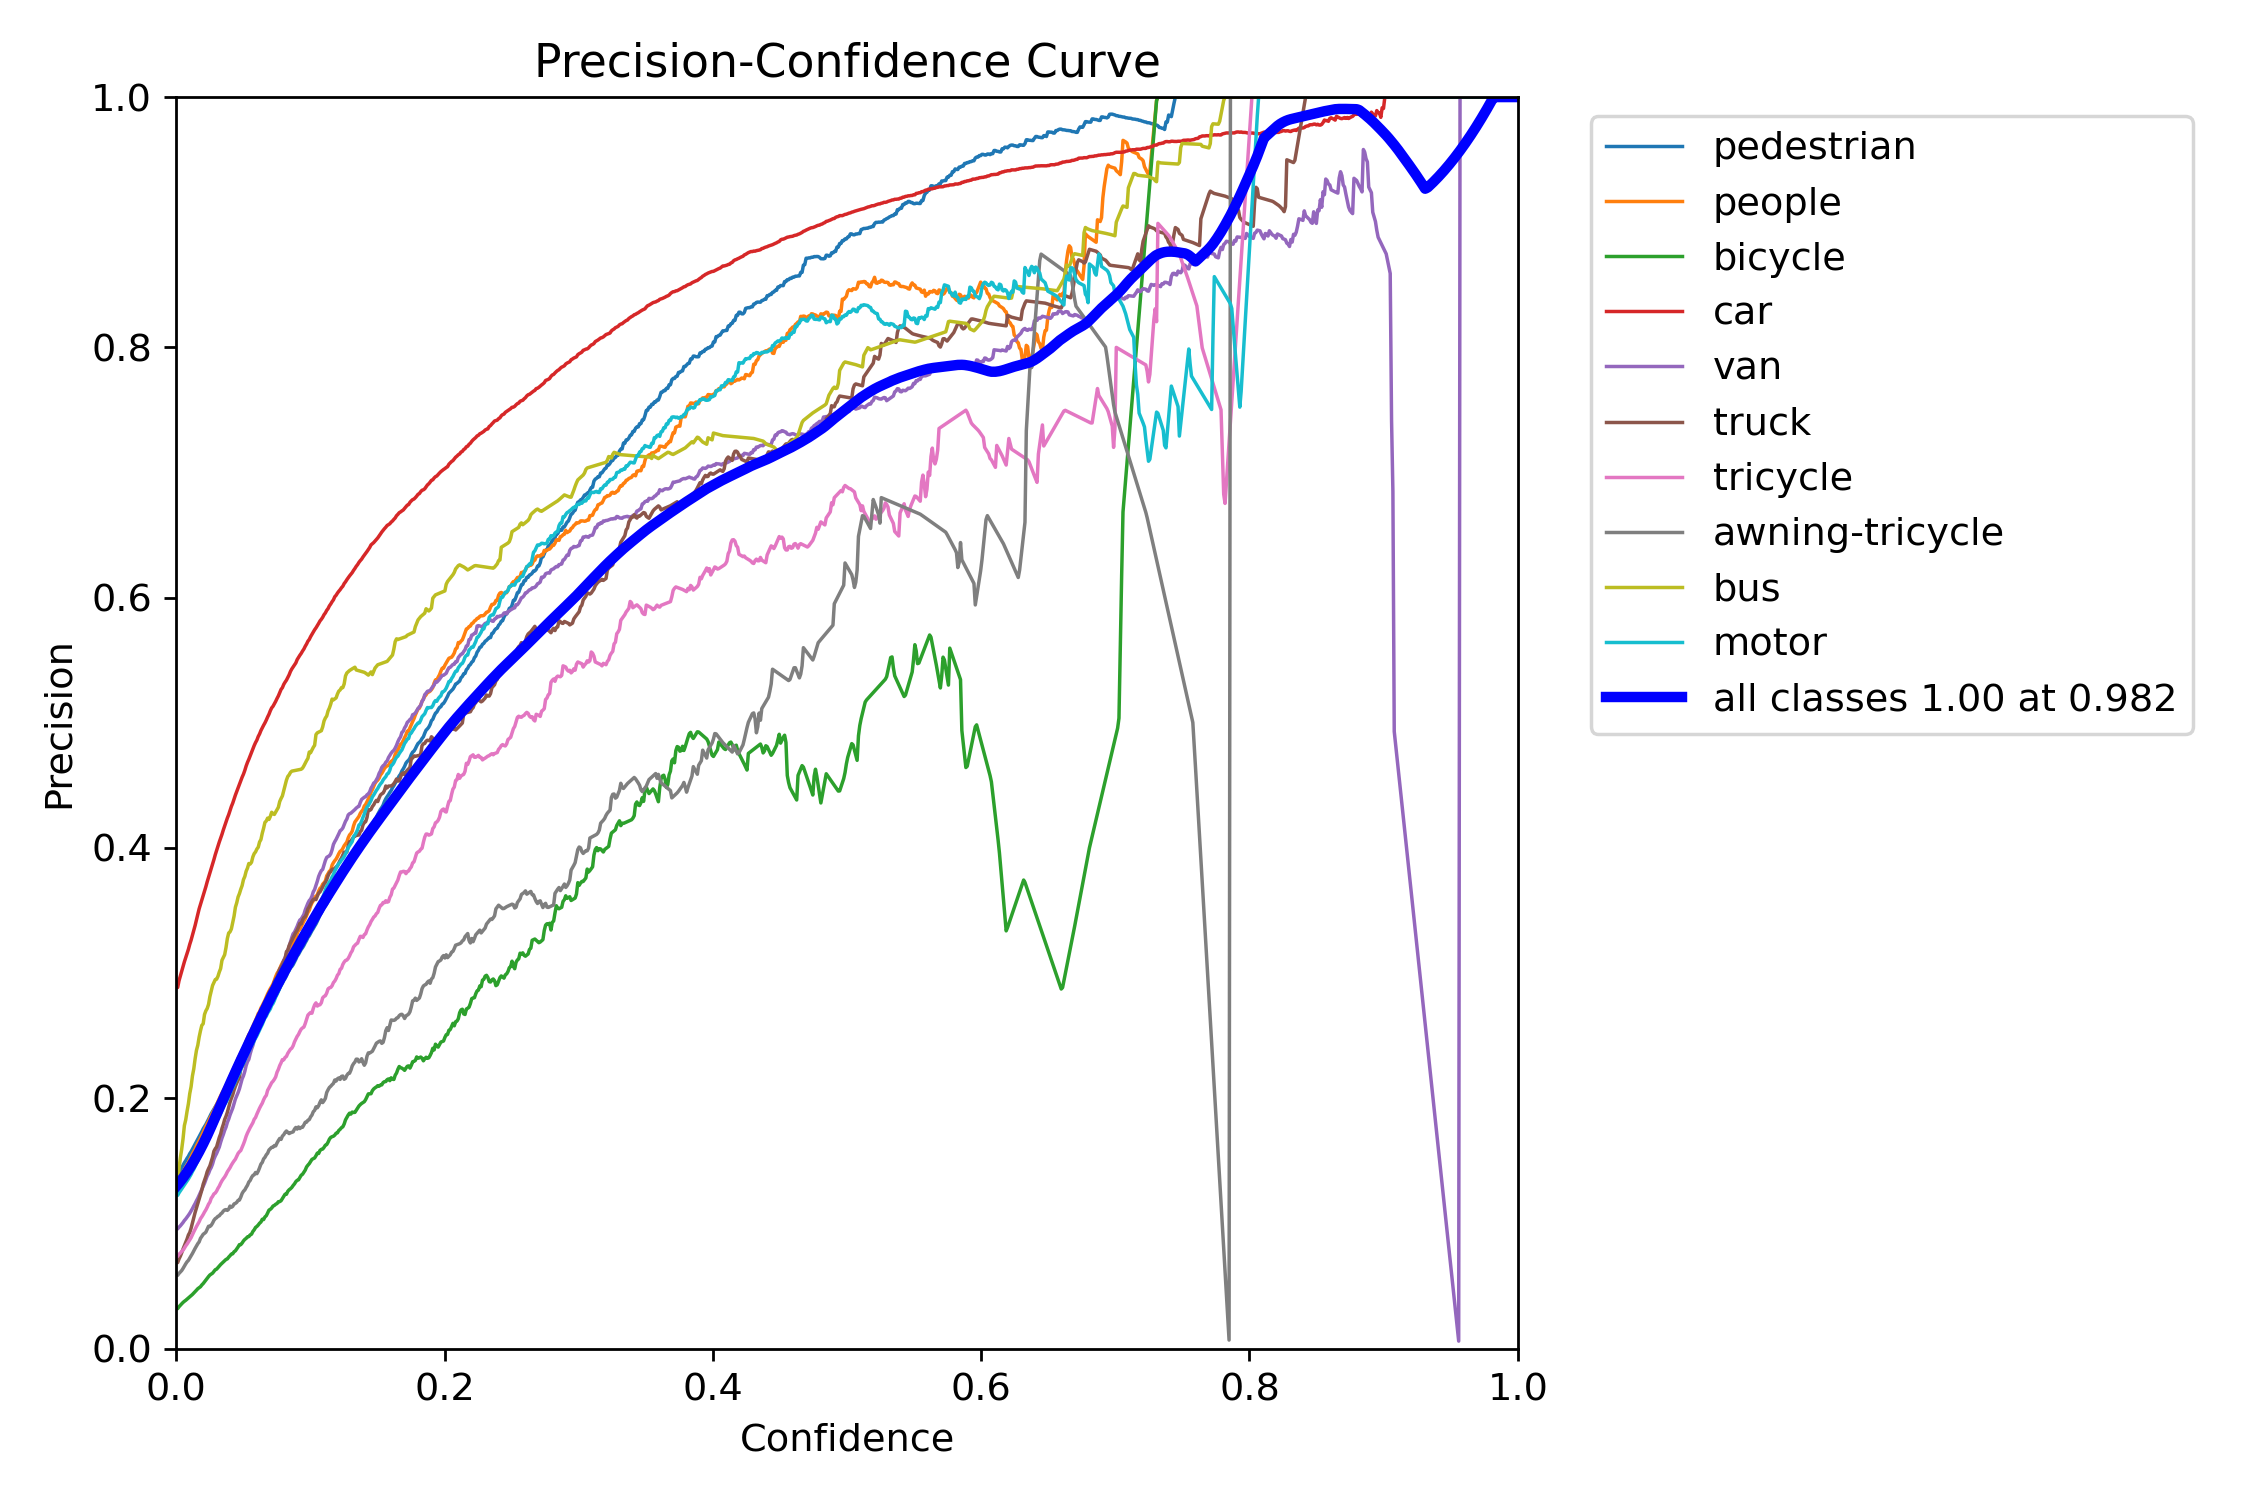 Precision-Confidence Curve
1.0
0.8
0.6
0.4
0.2
0.0
Precision
0.0 0.2 0.4 0.6 0.8 1.0
Confidence
pedestrian
people
bicycle
car
van
truck
tricycle
awning-tricycle
bus
motor
all classes 1.00 at 0.982